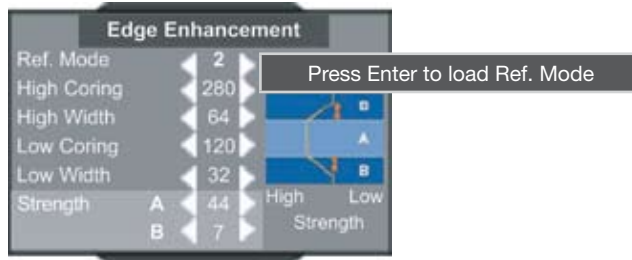 Edge Enhancement
Ref. Mode 2
Press Enter to load Ref. Mode
High Coring 280
High Width 64
Low Coring 120
Low Width 32
Strength A 44
B 7
B
A
B
High Low
Strength